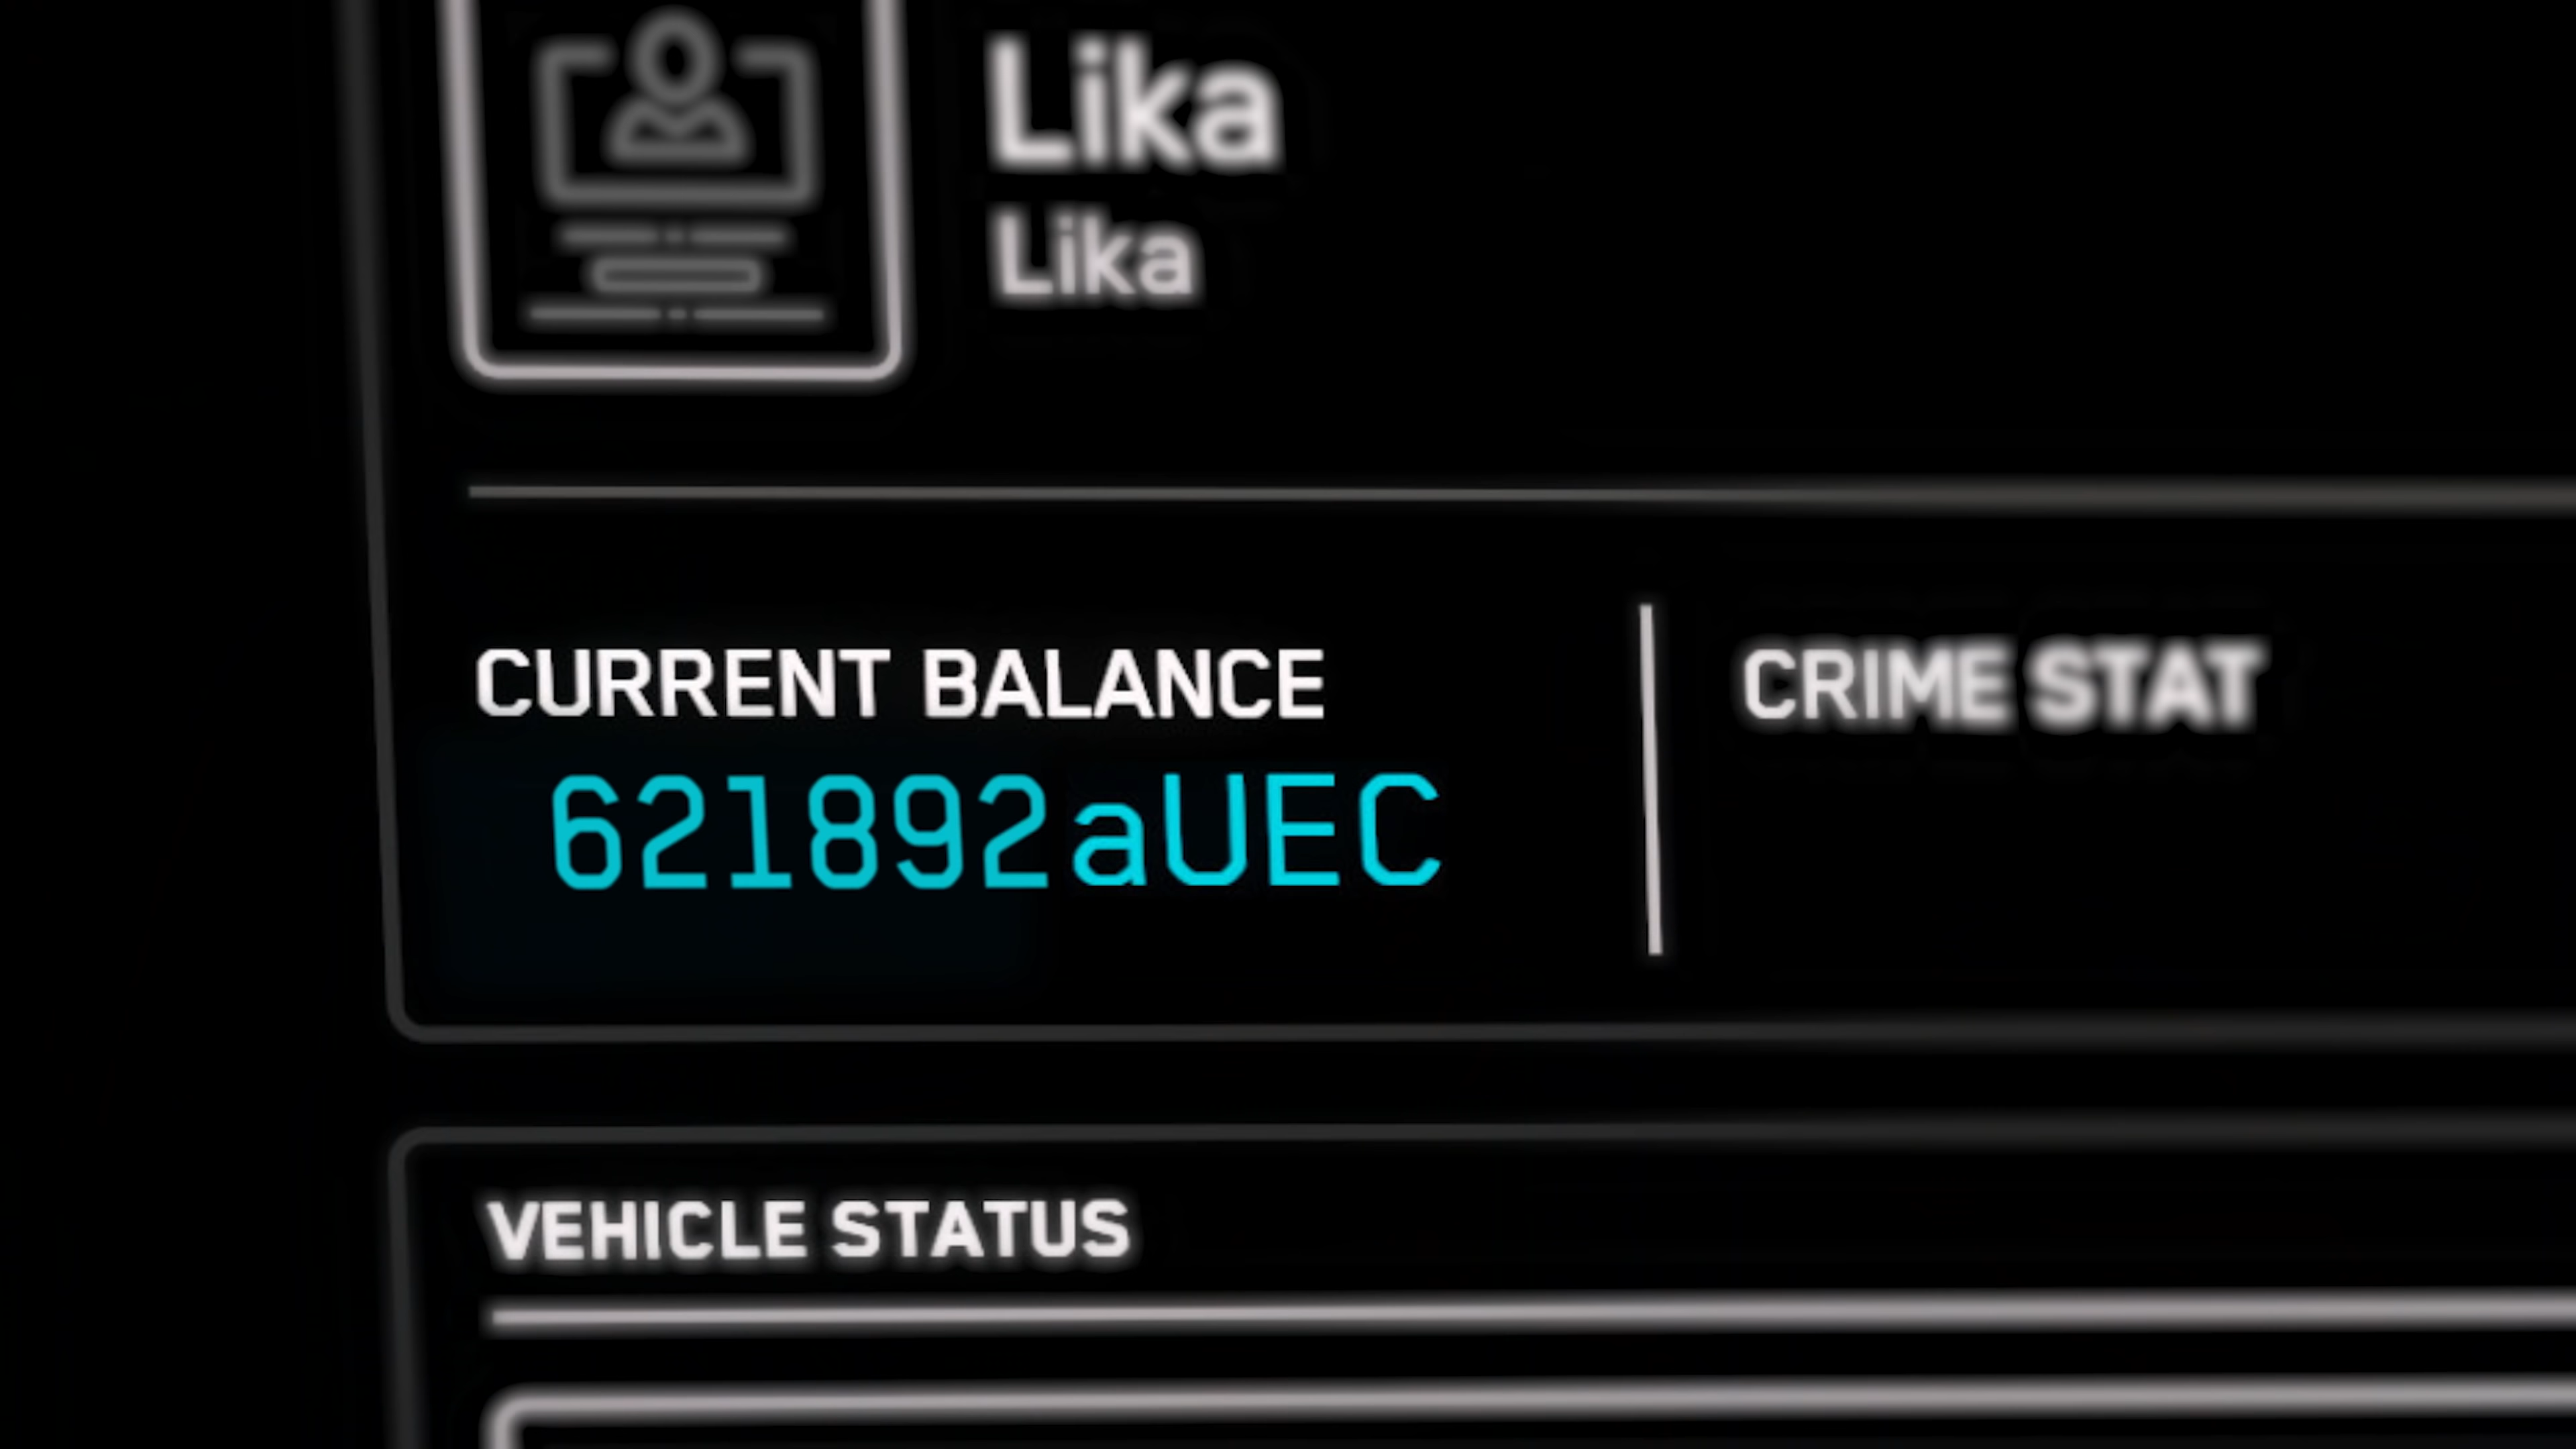 Lika
Lika
CURRENT BALANCE
CRIME STAT
621892aUEC
VEHICLE STATUS